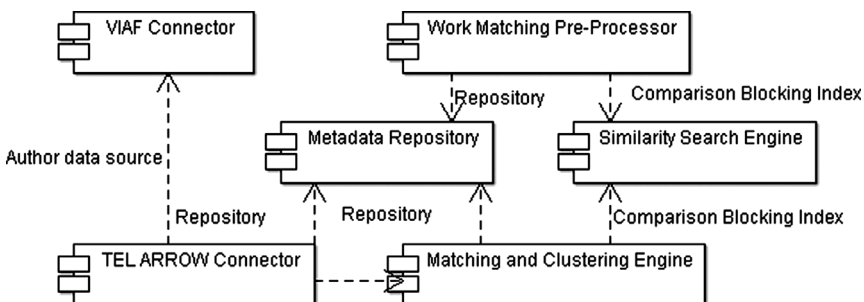 VIAF Connector
Work Matching Pre-Processor
Repository
Comparison Blocking Index
Metadata Repository
Similarity Search Engine
Author data source
Repository
Repository
Comparison Blocking Index
TEL ARROW Connector
Matching and Clustering Engine